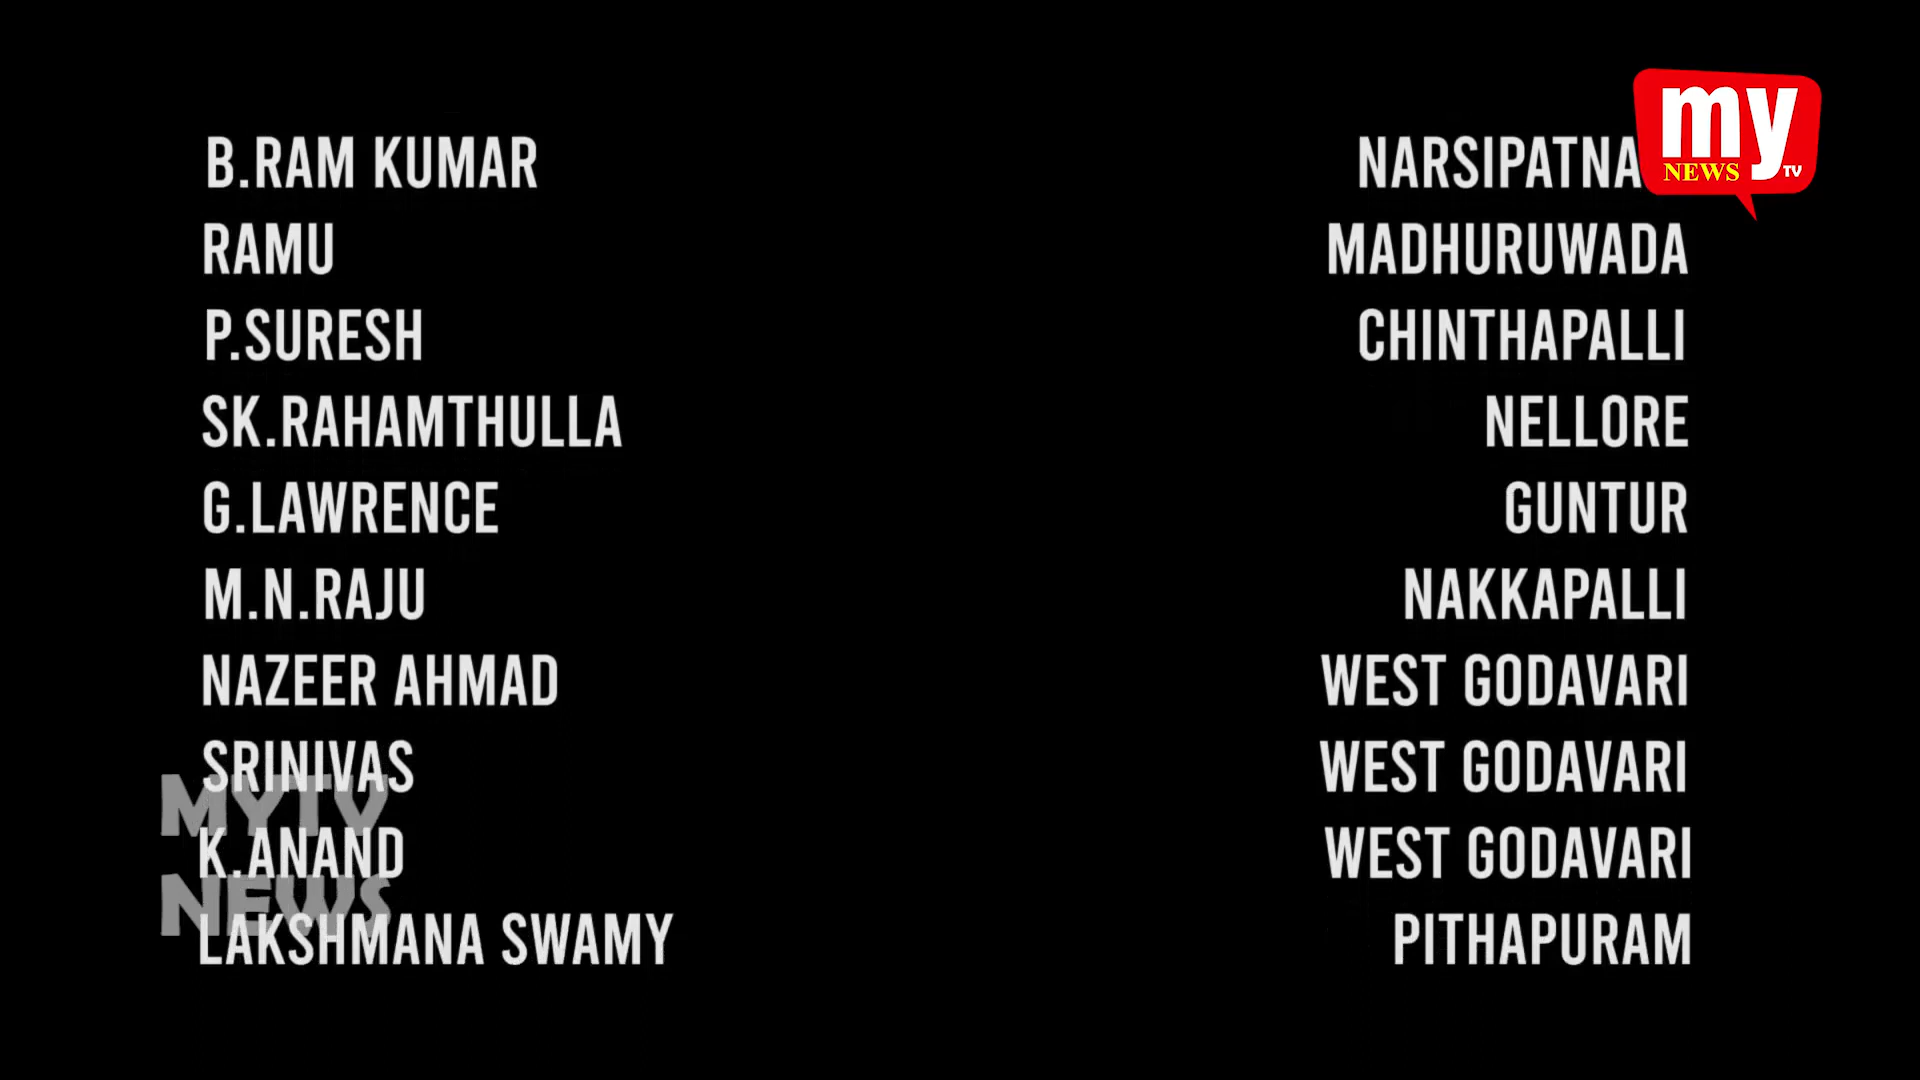 B.RAM KUMAR NARSIPATNA
my
NEWS TV
RAMU MADHURUWADA
P.SURESH CHINTHAPALLI
SK.RAHAMTHULLA NELLORE
G.LAWRENCE GUNTUR
M.N.RAJU NAKKAPALLI
NAZEER AHMAD WEST GODAVARI
SRINIVAS WEST GODAVARI
MYTV
K.ANAND WEST GODAVARI
NEWS
LAKSHMANA SWAMY PITHAPURAM